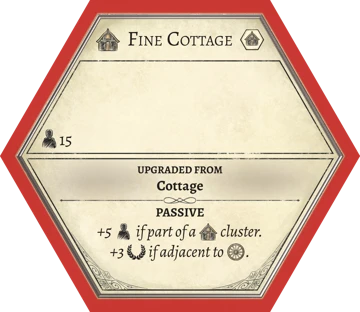 Fine Cottage
15
UPGRADED FROM
Cottage
PASSIVE
+5 if part of a cluster.
+3 if adjacent to .